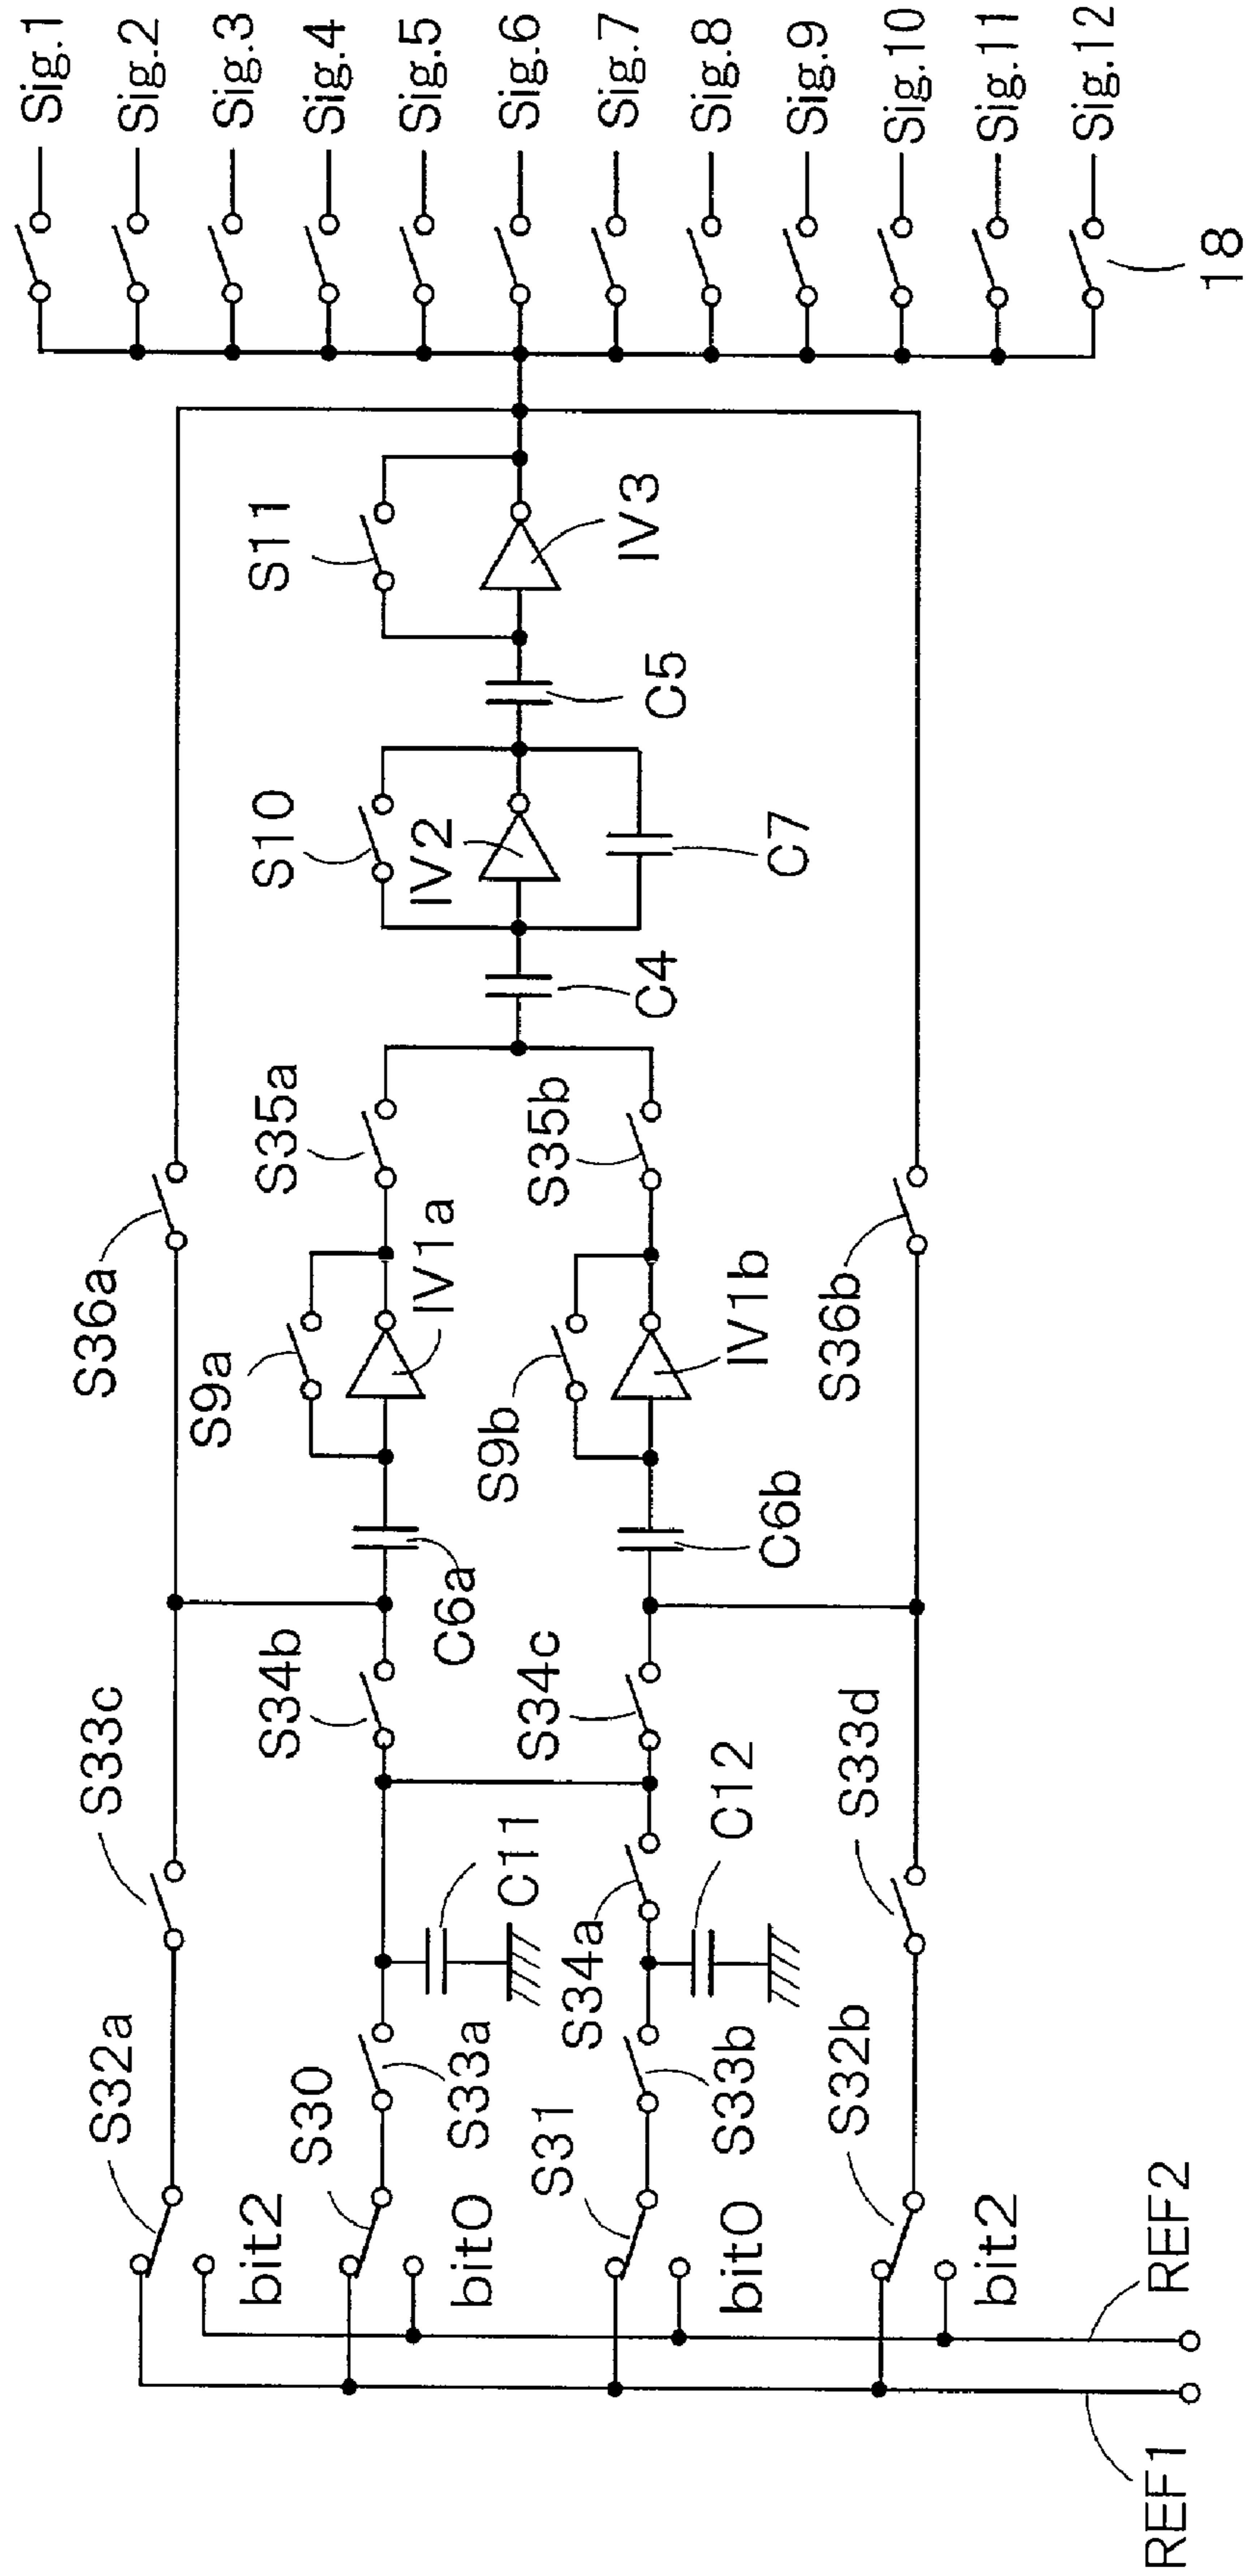 Sig.1
Sig.2
Sig.3
Sig.4
Sig.5
Sig.6
Sig.7
Sig.8
Sig.9
Sig.10
Sig.11
Sig.12
18
S11
IV3
C5
S10
IV2
C7
C4
S35a
S35b
S36a
S9a
IV1a
S9b
IV1b
S36b
C6a
C6b
S33c
S34b
S34c
C11
C12
S33d
S34a
S32a
S30
S33a
S31
S33b
S32b
bit2
bit0
bit0
bit2
REF2
REF1